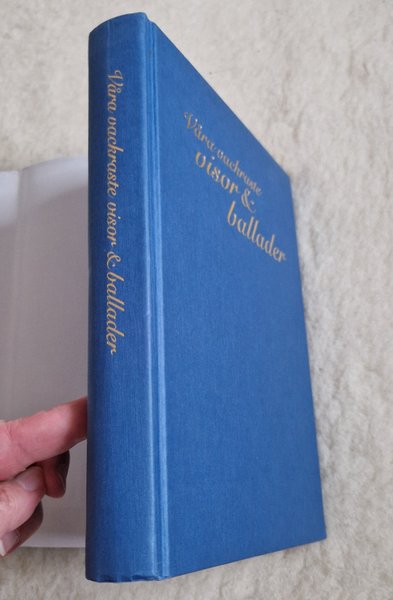 Våra vackraste visor & ballader
Våra vackraste
visor &
ballader